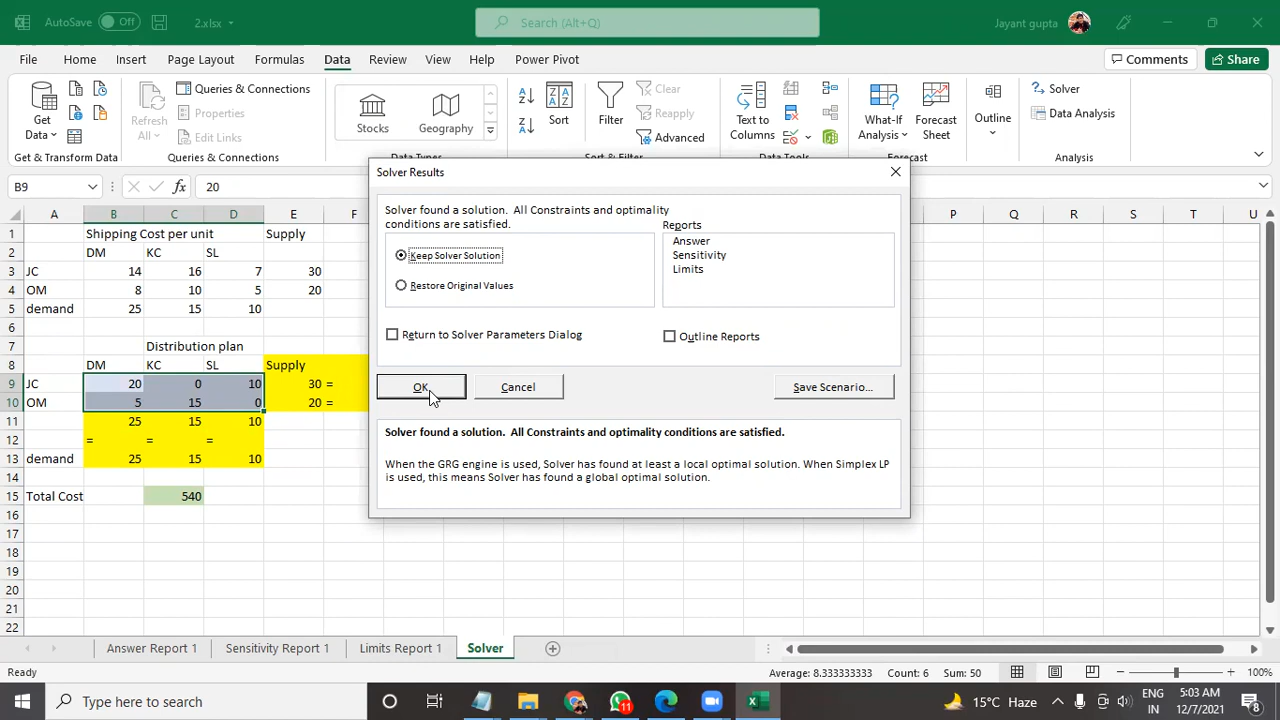 AutoSave Off 2.xlsx Search (Alt+Q) Jayant gupta
File Home Insert Page Layout Formulas Data Review View Help Power Pivot Comments Share
Get Data
Refresh All
Queries & Connections
Properties
Edit Links
Stocks Geography
Sort
Filter
Clear
Reapply
Advanced
Text to Columns
What-If Analysis
Forecast Sheet
Outline
Solver
Data Analysis
Get & Transform Data Queries & Connections Data Types Sort & Filter Data Tools Forecast Analysis
B9 fx 20
A B C D E F P Q R S T U
1 Shipping Cost per unit Supply
2 DM KC SL
3 JC 14 16 7 30
4 OM 8 10 5 20
5 demand 25 15 10
6
7 Distribution plan
8 DM KC SL Supply
9 JC 20 0 10 30 =
10 OM 5 15 0 20 =
11 25 15 10
12 = = =
13 demand 25 15 10
14
15 Total Cost 540
16
17
18
19
20
21
22
Solver Results
Solver found a solution. All Constraints and optimality
conditions are satisfied.
Keep Solver Solution
Restore Original Values
Reports
Answer
Sensitivity
Limits
Return to Solver Parameters Dialog
Outline Reports
OK Cancel Save Scenario...
Solver found a solution. All Constraints and optimality conditions are satisfied.
When the GRG engine is used, Solver has found at least a local optimal solution. When Simplex LP
is used, this means Solver has found a global optimal solution.
Answer Report 1 Sensitivity Report 1 Limits Report 1 Solver
Ready Average: 8.333333333 Count: 6 Sum: 50 100%
Type here to search 11 15°C Haze ENG IN 5:03 AM 12/7/2021 8